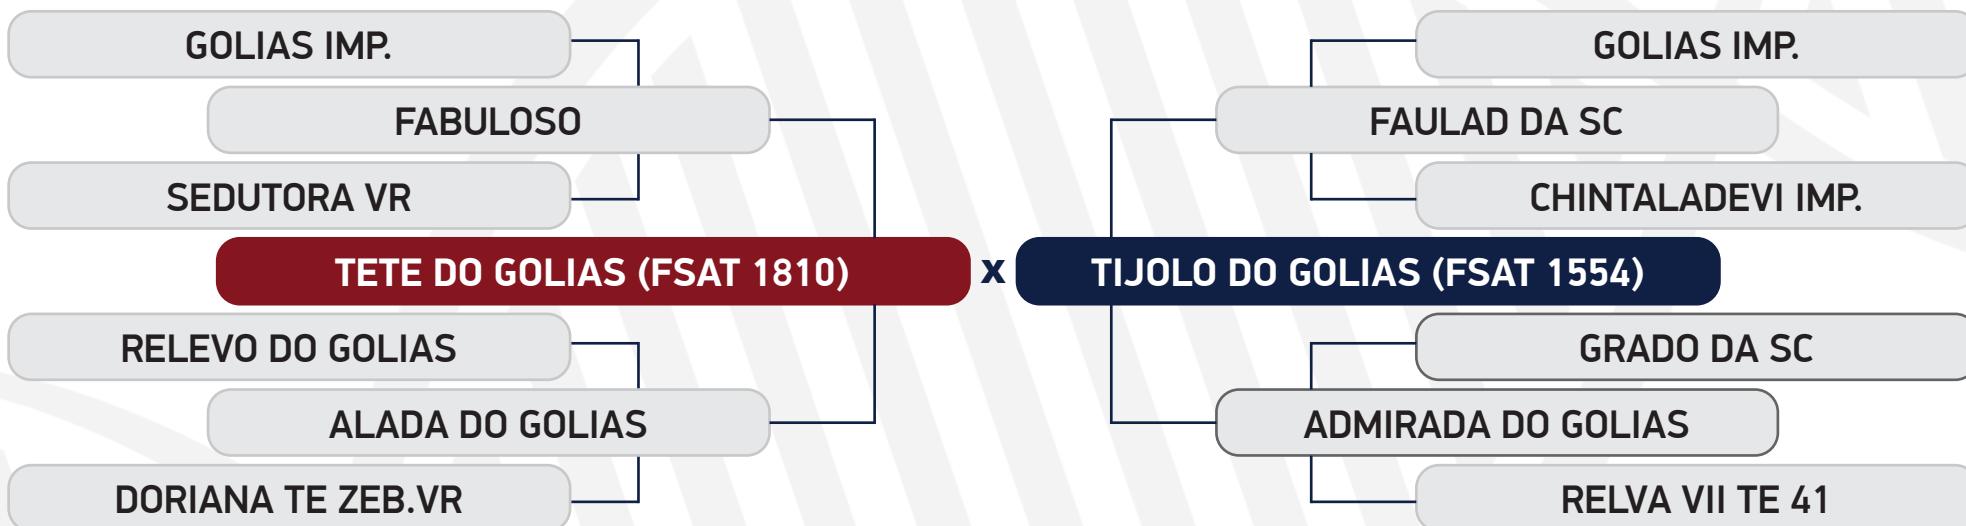 GOLIAS IMP.
GOLIAS IMP.
FABULOSO
FAULAD DA SC
SEDUTORA VR
CHINTALADEVI IMP.
TETE DO GOLIAS (FSAT 1810) x TIJOLO DO GOLIAS (FSAT 1554)
RELEVO DO GOLIAS
GRADO DA SC
ALADA DO GOLIAS
ADMIRADA DO GOLIAS
DORIANA TE ZEB.VR
RELVA VII TE 41